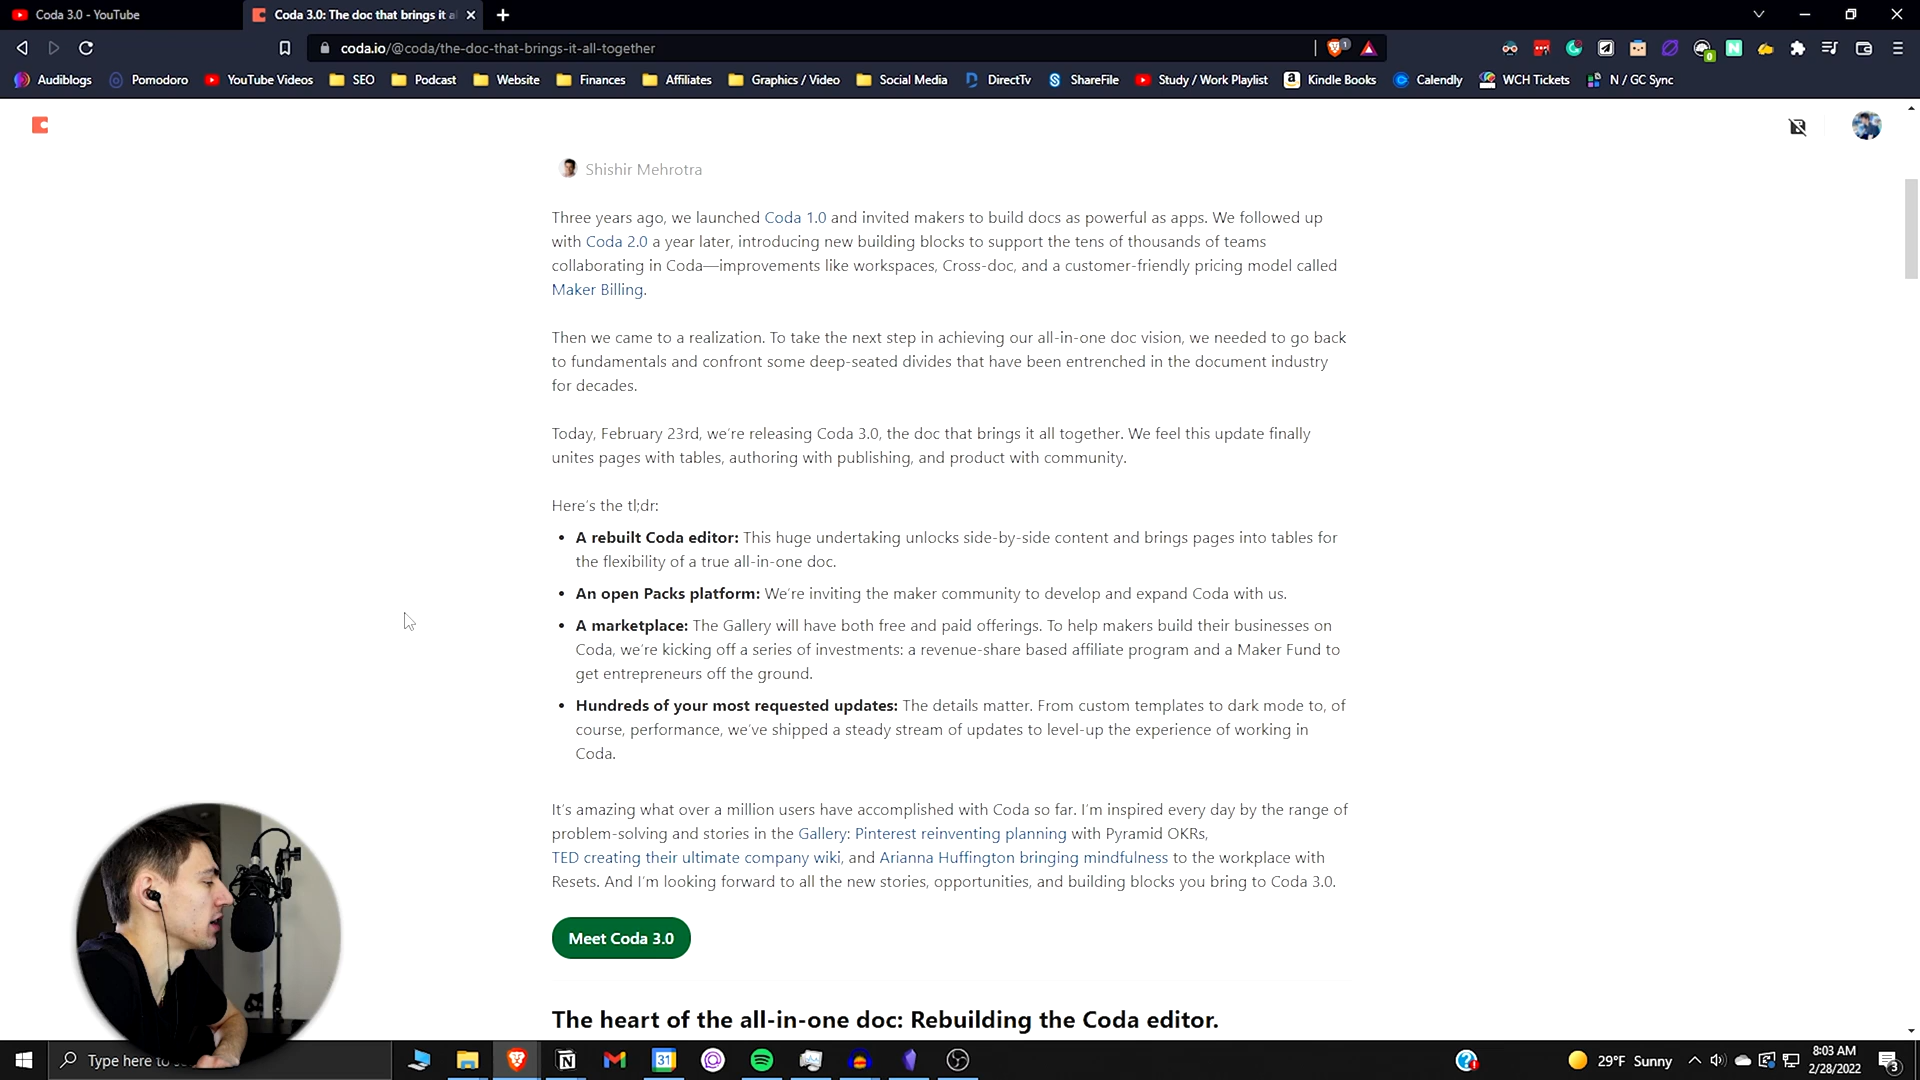 Coda 3.0 - YouTube
Coda 3.0: The doc that brings it a
coda.io/@coda/the-doc-that-brings-it-all-together
Audiblogs Pomodoro YouTube Videos SEO Podcast Website Finances Affiliates Graphics / Video Social Media DirectTv ShareFile Study / Work Playlist Kindle Books Calendly WCH Tickets N / GC Sync
Shishir Mehrotra
Three years ago, we launched Coda 1.0 and invited makers to build docs as powerful as apps. We followed up
with Coda 2.0 a year later, introducing new building blocks to support the tens of thousands of teams
collaborating in Coda—improvements like workspaces, Cross-doc, and a customer-friendly pricing model called
Maker Billing.
Then we came to a realization. To take the next step in achieving our all-in-one doc vision, we needed to go back
to fundamentals and confront some deep-seated divides that have been entrenched in the document industry
for decades.
Today, February 23rd, we're releasing Coda 3.0, the doc that brings it all together. We feel this update finally
unites pages with tables, authoring with publishing, and product with community.
Here's the tl;dr:
• A rebuilt Coda editor: This huge undertaking unlocks side-by-side content and brings pages into tables for
the flexibility of a true all-in-one doc.
• An open Packs platform: We're inviting the maker community to develop and expand Coda with us.
• A marketplace: The Gallery will have both free and paid offerings. To help makers build their businesses on
Coda, we're kicking off a series of investments: a revenue-share based affiliate program and a Maker Fund to
get entrepreneurs off the ground.
• Hundreds of your most requested updates: The details matter. From custom templates to dark mode to, of
course, performance, we've shipped a steady stream of updates to level-up the experience of working in
Coda.
It's amazing what over a million users have accomplished with Coda so far. I'm inspired every day by the range of
problem-solving and stories in the Gallery: Pinterest reinventing planning with Pyramid OKRs,
TED creating their ultimate company wiki, and Arianna Huffington bringing mindfulness to the workplace with
Resets. And I'm looking forward to all the new stories, opportunities, and building blocks you bring to Coda 3.0.
Meet Coda 3.0
The heart of the all-in-one doc: Rebuilding the Coda editor.
Type here to
31
29°F Sunny
8:03 AM
2/28/2022
3